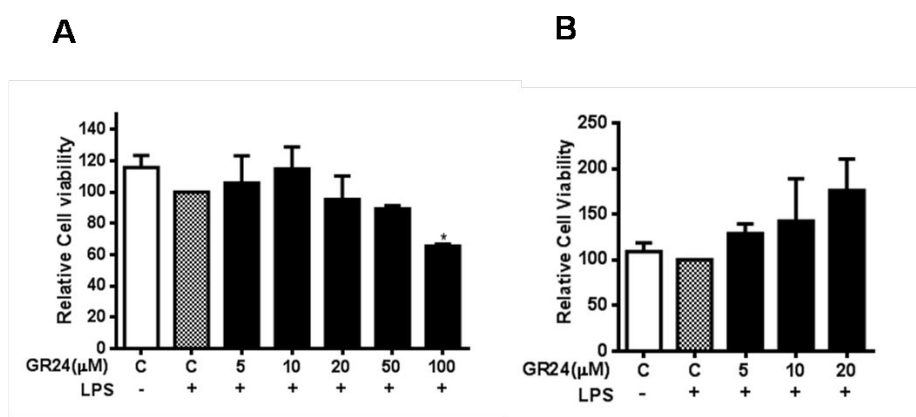 A
Relative Cell viability
140
120
100
80
60
40
20
0
*
GR24(μM) C C 5 10 20 50 100
LPS - + + + + + +
B
Relative Cell Viability
250
200
150
100
50
0
GR24(μM) C C 5 10 20
LPS - + + + +